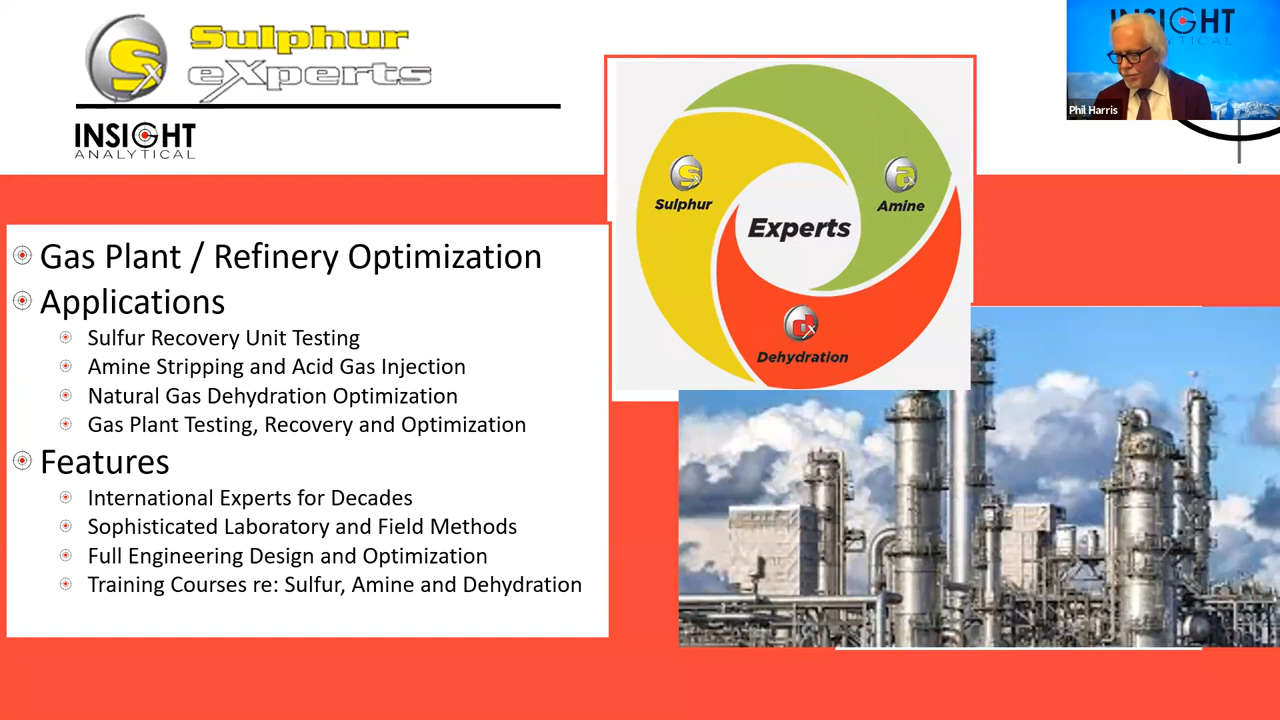 Sulphur
eXperts
INSIGHT
ANALYTICAL
Gas Plant / Refinery Optimization
Applications
Sulfur Recovery Unit Testing
Amine Stripping and Acid Gas Injection
Natural Gas Dehydration Optimization
Gas Plant Testing, Recovery and Optimization
Features
International Experts for Decades
Sophisticated Laboratory and Field Methods
Full Engineering Design and Optimization
Training Courses re: Sulfur, Amine and Dehydration
Sulphur
Amine
Experts
Dehydration
Phil Harris